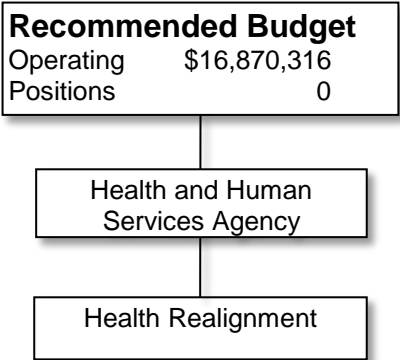 Recommended Budget
Operating $16,870,316
Positions 0
Health and Human
Services Agency
Health Realignment